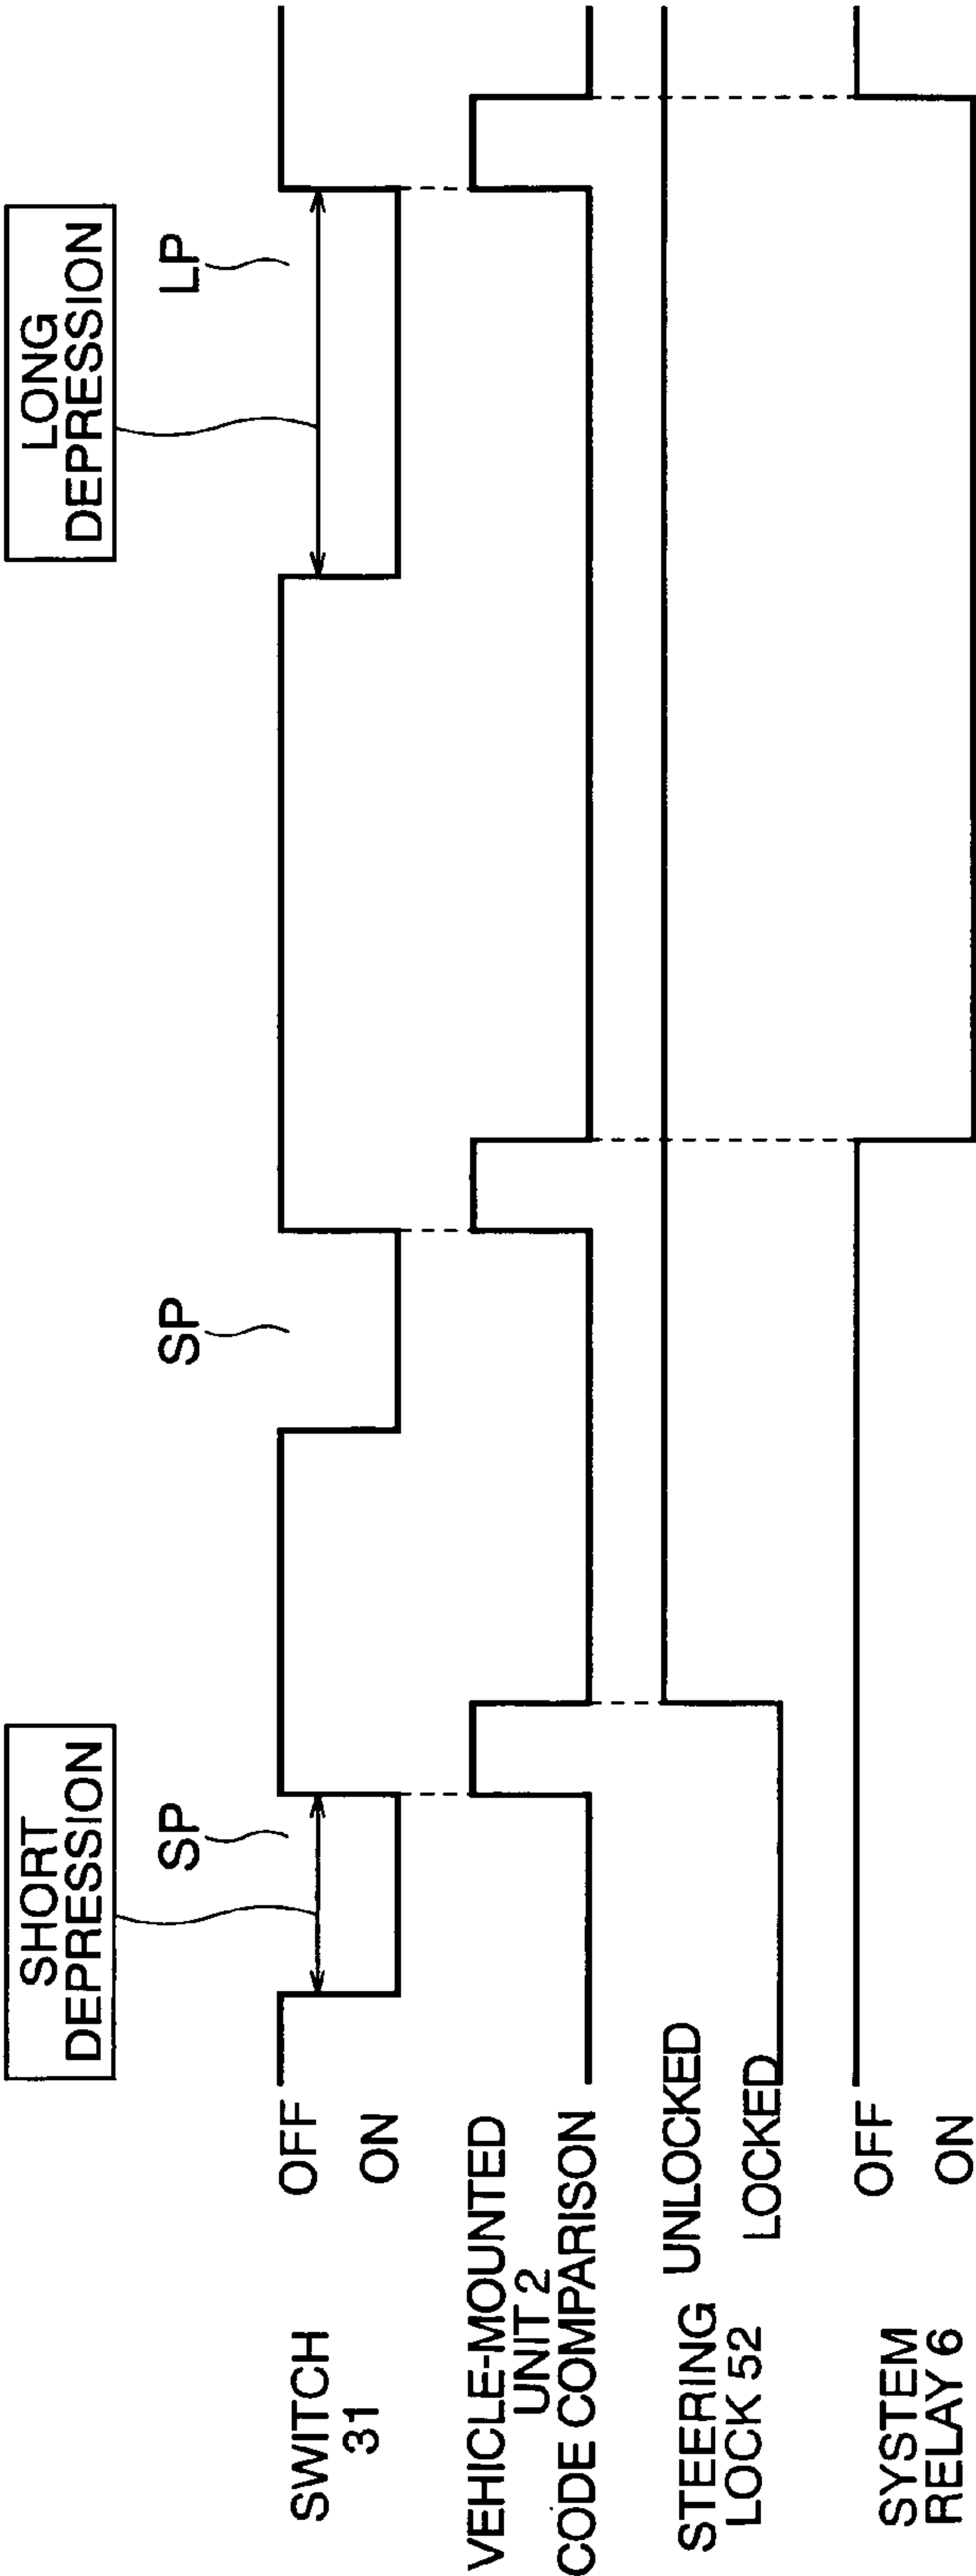 SHORT
DEPRESSION
LONG
DEPRESSION
SP
SP
LP
SWITCH
31
OFF
ON
VEHICLE-MOUNTED
UNIT 2
CODE COMPARISON
STEERING
LOCK 52
UNLOCKED
LOCKED
SYSTEM
RELAY 6
OFF
ON